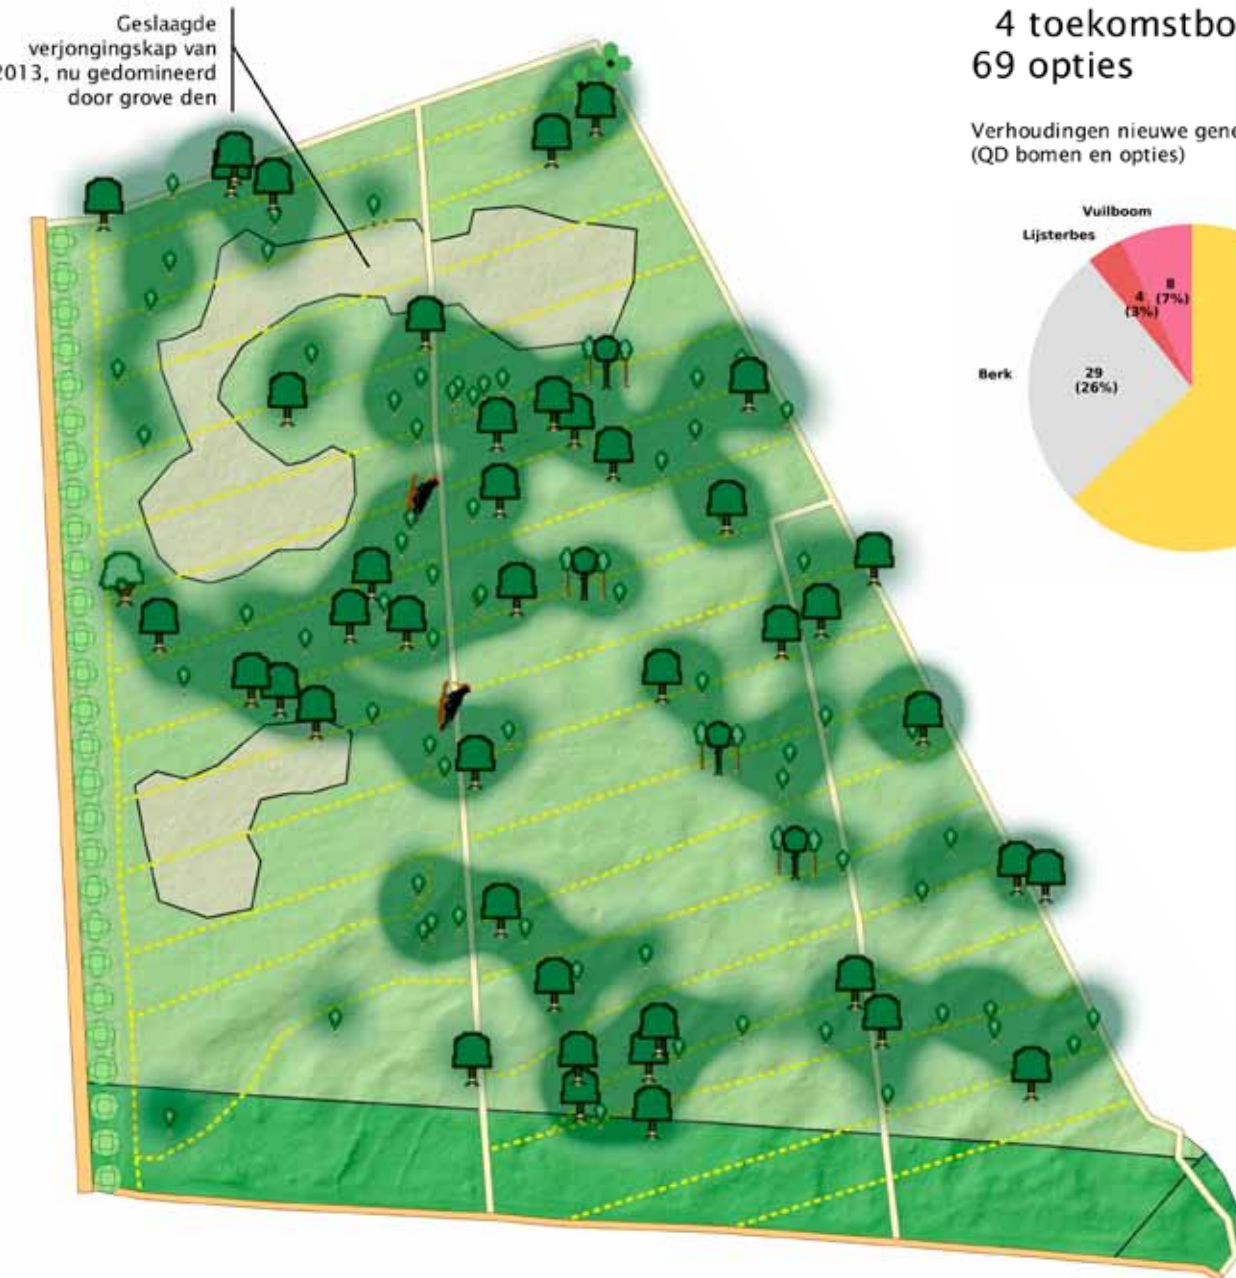 Geslaagde
verjongingskap van
2013, nu gedomineerd
door grove den
4 toekomstbo
69 opties
Verhoudingen nieuwe gene
(QD bomen en opties)
Vuilboom
Lijsterbes
8
(7%)
4
(3%)
Berk
29
(26%)